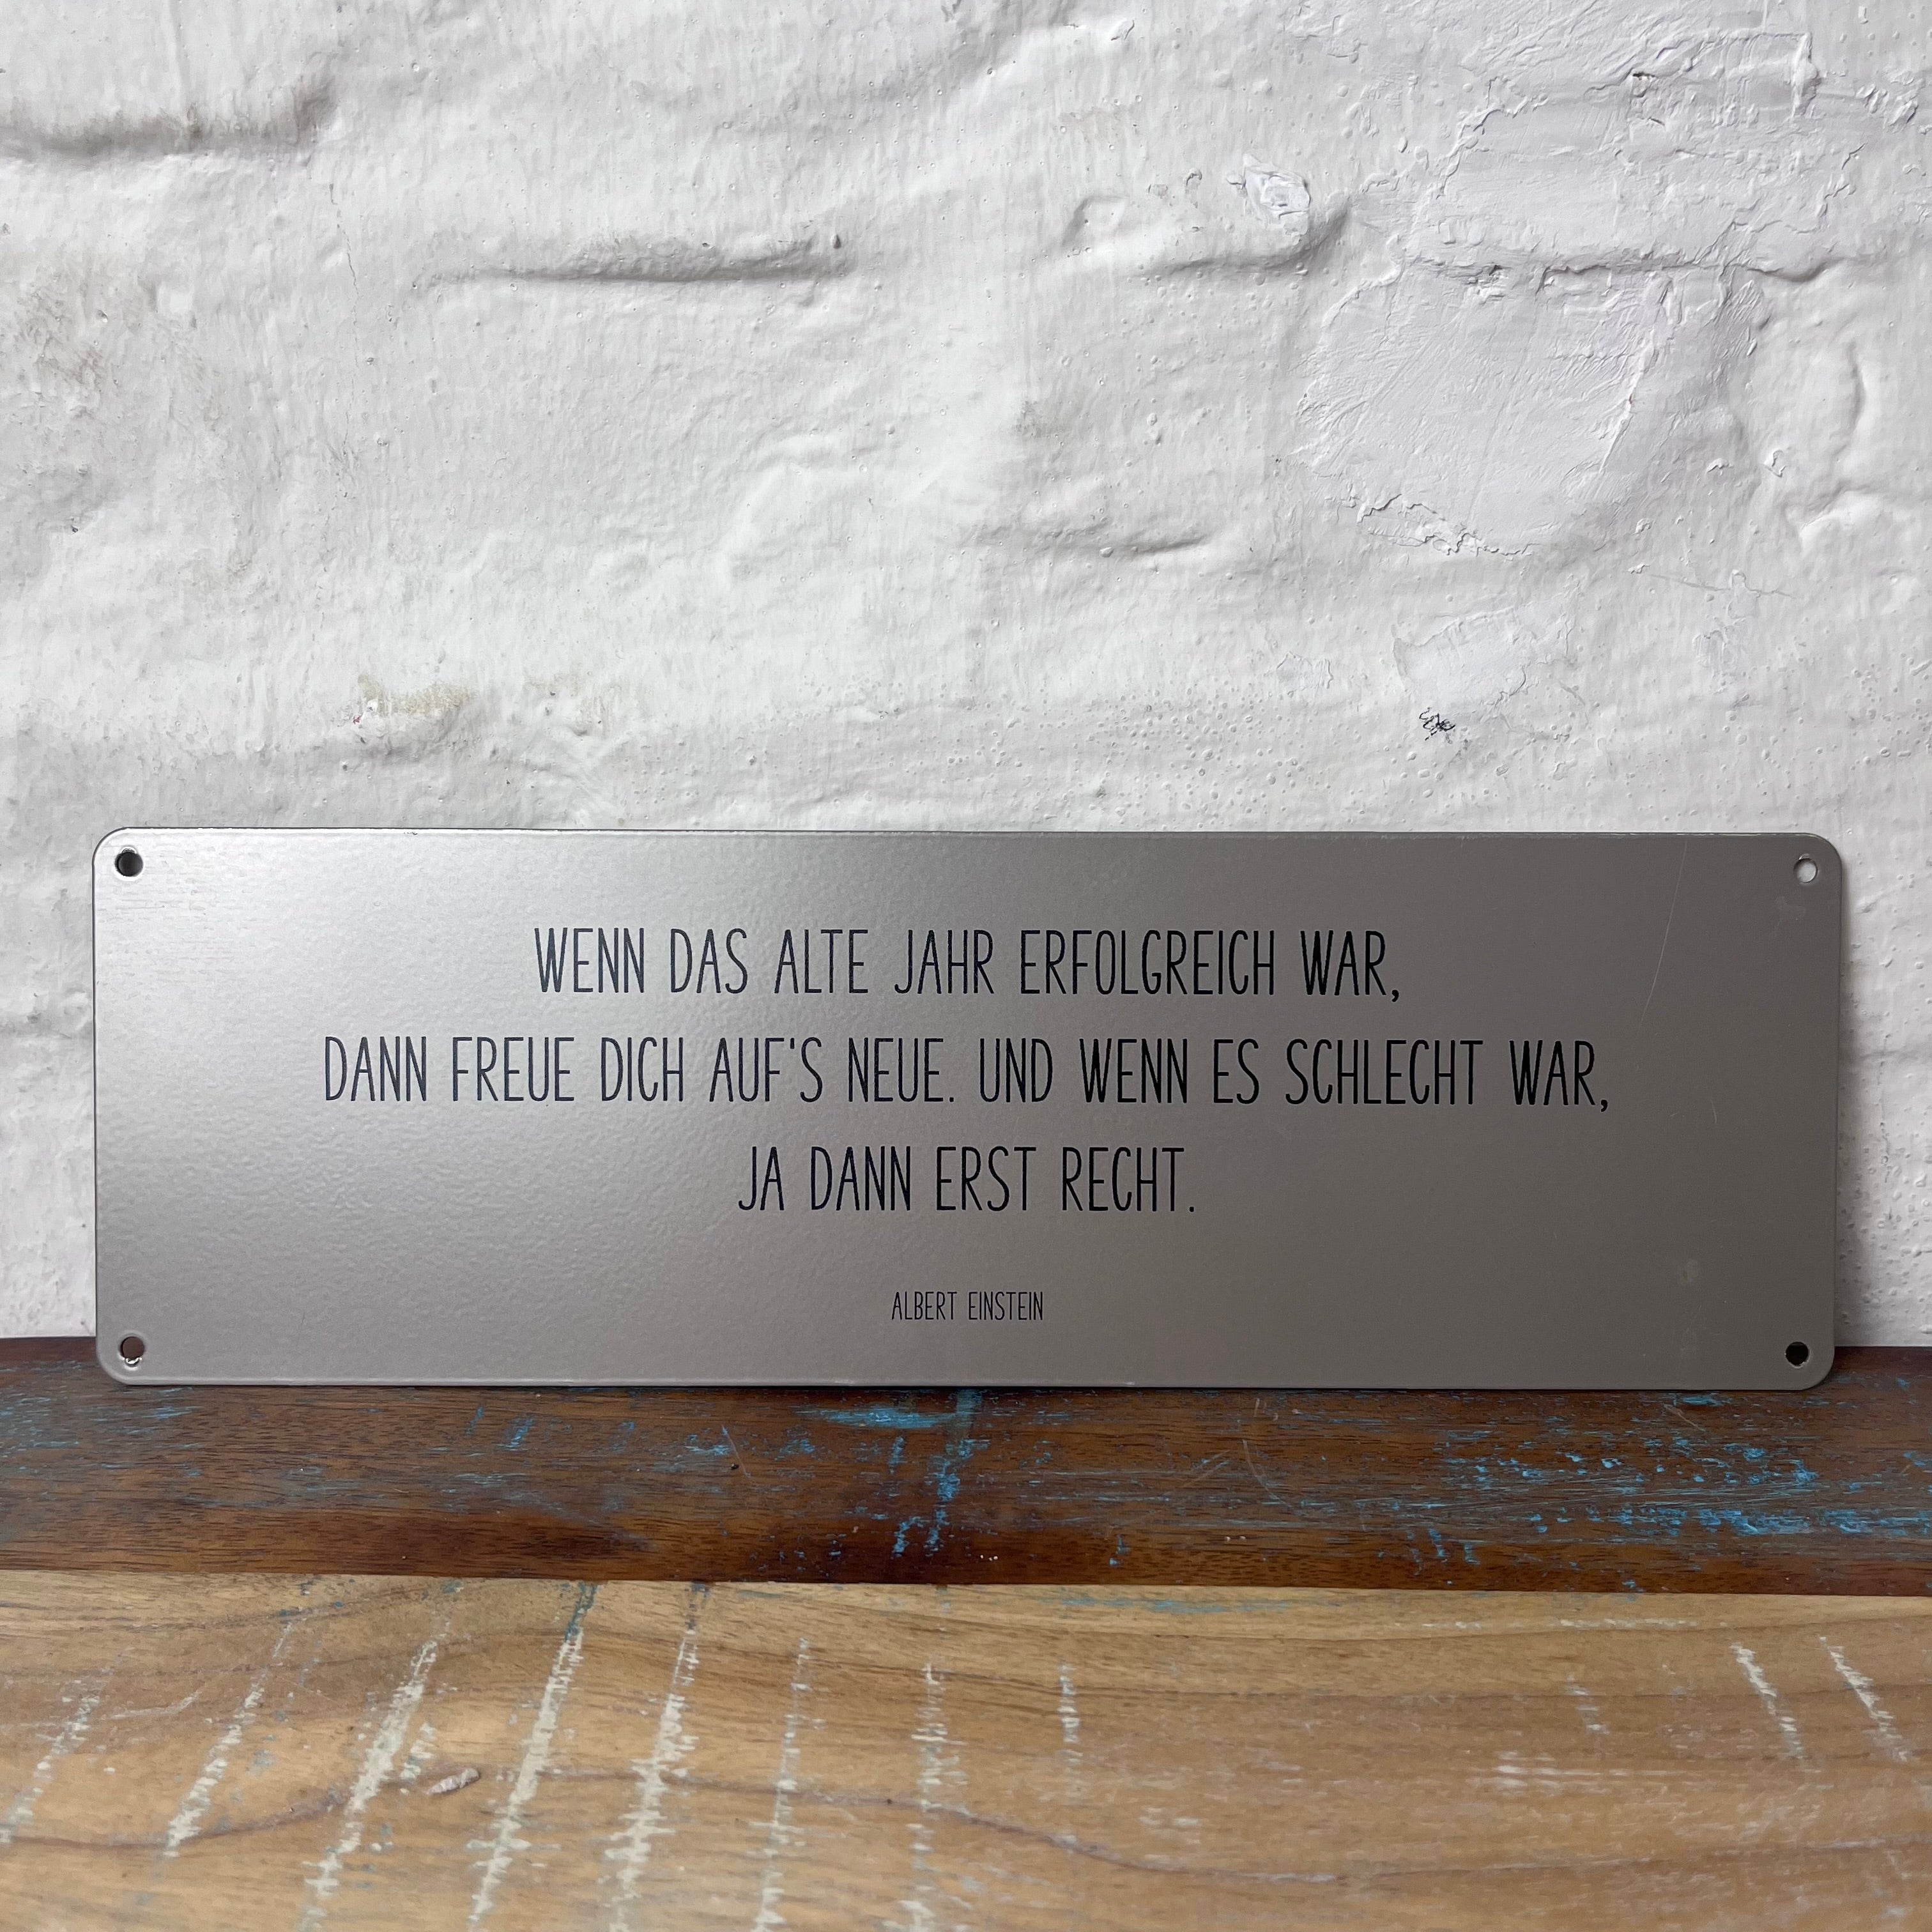 WENN DAS ALTE JAHR ERFOLGREICH WAR,
DANN FREUE DICH AUF'S NEUE. UND WENN ES SCHLECHT WAR,
JA DANN ERST RECHT.
ALBERT EINSTEIN